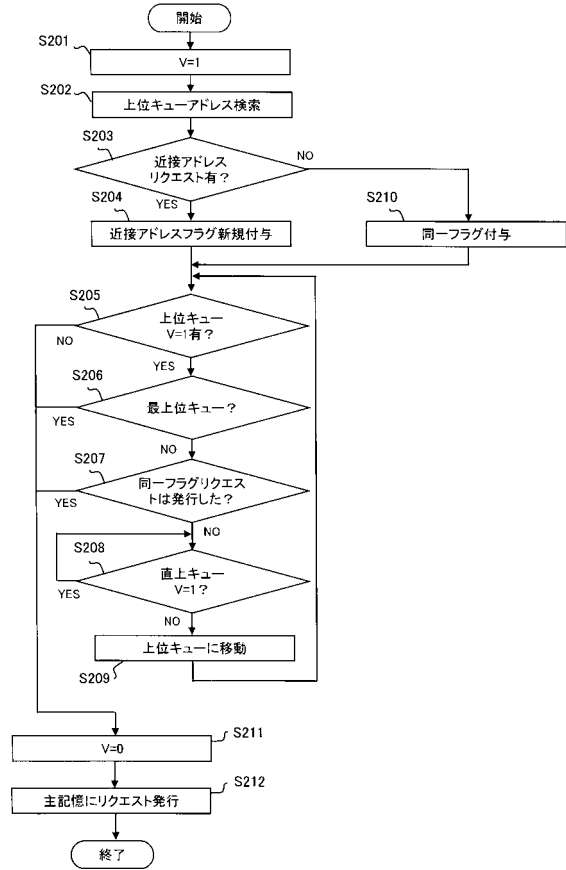 開始
S201
V=1
S202
上位キューアドレス検索
S203
近接アドレス
リクエスト有？
NO
YES
S204
近接アドレスフラグ新規付与
S210
同一フラグ付与
S205
上位キュー
V=1有？
NO
YES
S206
最上位キュー？
YES
NO
S207
同一フラグリクエス
トは発行した？
YES
NO
S208
直上キュー
V=1？
YES
NO
上位キューに移動
S209
S211
V=0
S212
主記憶にリクエスト発行
終了